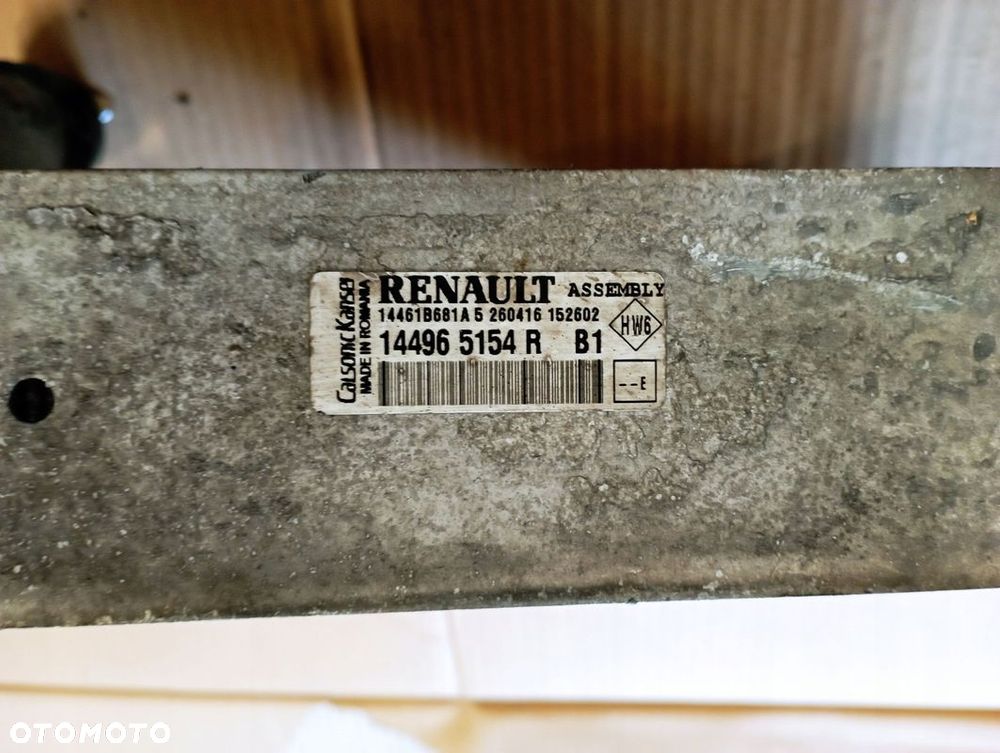 Calsonic Kansei
MADE IN ROMANIA
RENAULT ASSEMBLY
14461B681A 5 260416 152602
HW6
14496 5154 R B1
--E
OTOMOTO